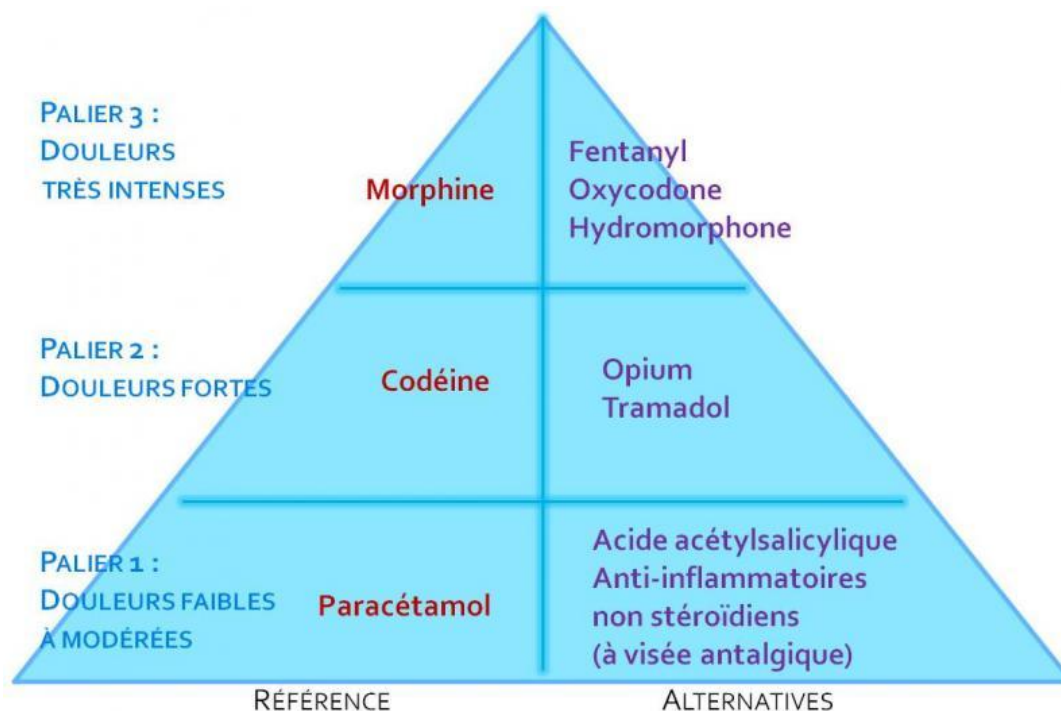 PALIER 3 :
DOULEURS
TRÈS INTENSES
Morphine
Fentanyl
Oxycodone
Hydromorphone
PALIER 2 :
DOULEURS FORTES
Codéine
Opium
Tramadol
PALIER 1 :
DOULEURS FAIBLES
À MODÉRÉES
Paracétamol
Acide acétylsalicylique
Anti-inflammatoires
non stéroïdiens
(à visée antalgique)
RÉFÉRENCE
ALTERNATIVES